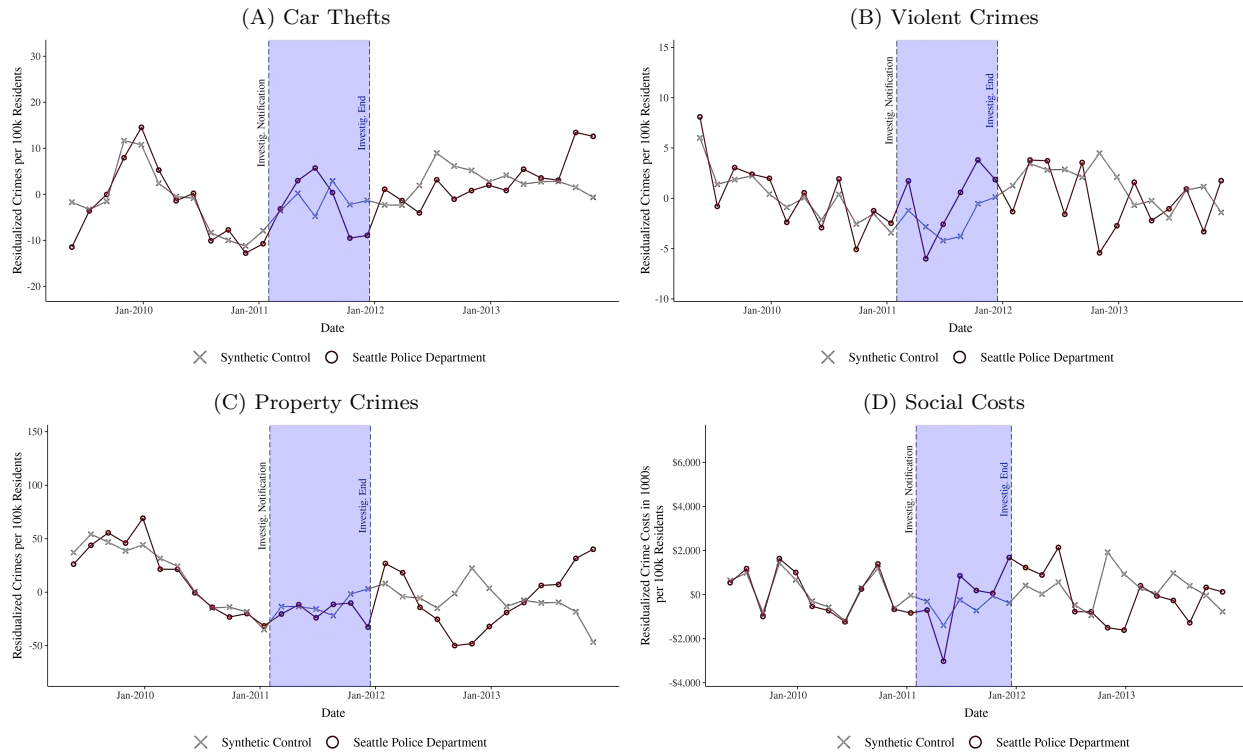 (A) Car Thefts
Residualized Crimes per 100k Residents
30
20
10
0
-10
-20
Investig. Notification
Investig. End
Jan-2010
Jan-2011
Jan-2012
Jan-2013
Date
Synthetic Control
Seattle Police Department
(B) Violent Crimes
Residualized Crimes per 100k Residents
15
10
5
0
-5
-10
Investig. Notification
Investig. End
Jan-2010
Jan-2011
Jan-2012
Jan-2013
Date
Synthetic Control
Seattle Police Department
(C) Property Crimes
Residualized Crimes per 100k Residents
150
100
50
0
-50
Investig. Notification
Investig. End
Jan-2010
Jan-2011
Jan-2012
Jan-2013
Date
Synthetic Control
Seattle Police Department
(D) Social Costs
Residualized Crime Costs in 1000s
per 100k Residents
$6,000
$4,000
$2,000
$0
-$2,000
-$4,000
Investig. Notification
Investig. End
Jan-2010
Jan-2011
Jan-2012
Jan-2013
Date
Synthetic Control
Seattle Police Department